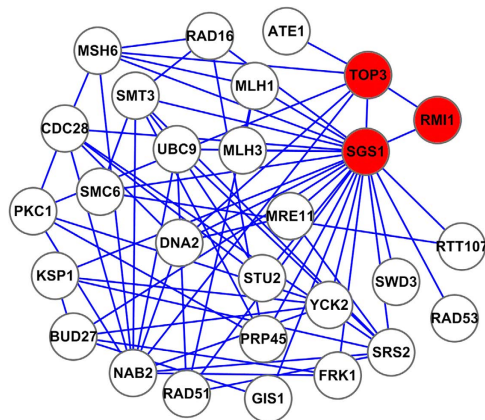 ATE1
RAD16
MSH6
TOP3
MLH1
SMT3
RMI1
CDC28
UBC9
MLH3
SGS1
SMC6
PKC1
MRE11
DNA2
RTT107
KSP1
STU2
SWD3
YCK2
RAD53
BUD27
PRP45
SRS2
NAB2
FRK1
RAD51
GIS1